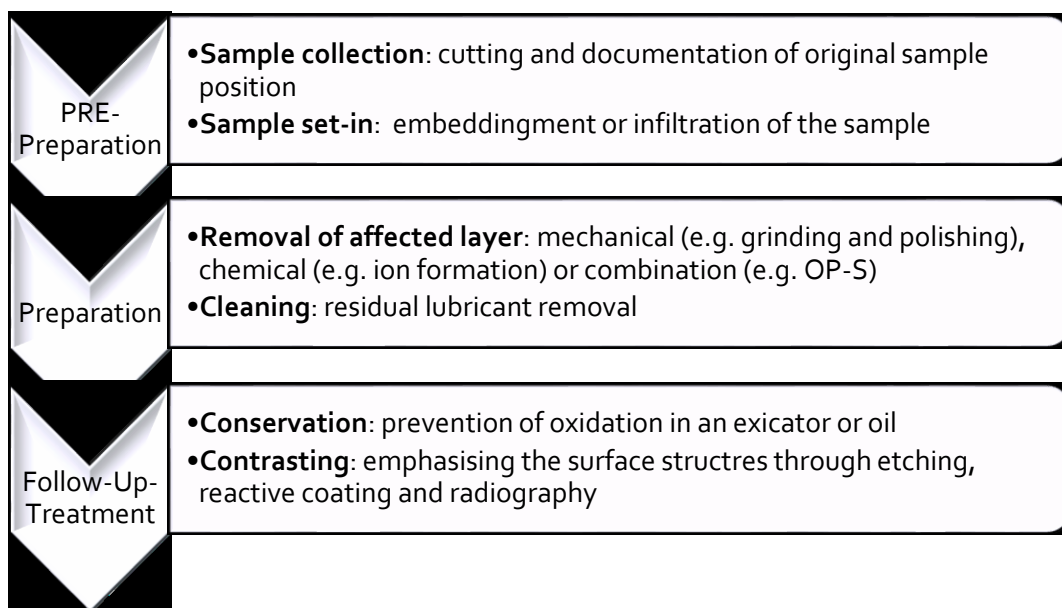 PRE-
Preparation
•Sample collection: cutting and documentation of original sample
position
•Sample set-in: embeddingment or infiltration of the sample
Preparation
•Removal of affected layer: mechanical (e.g. grinding and polishing),
chemical (e.g. ion formation) or combination (e.g. OP-S)
•Cleaning: residual lubricant removal
Follow-Up-
Treatment
•Conservation: prevention of oxidation in an exicator or oil
•Contrasting: emphasising the surface structres through etching,
reactive coating and radiography